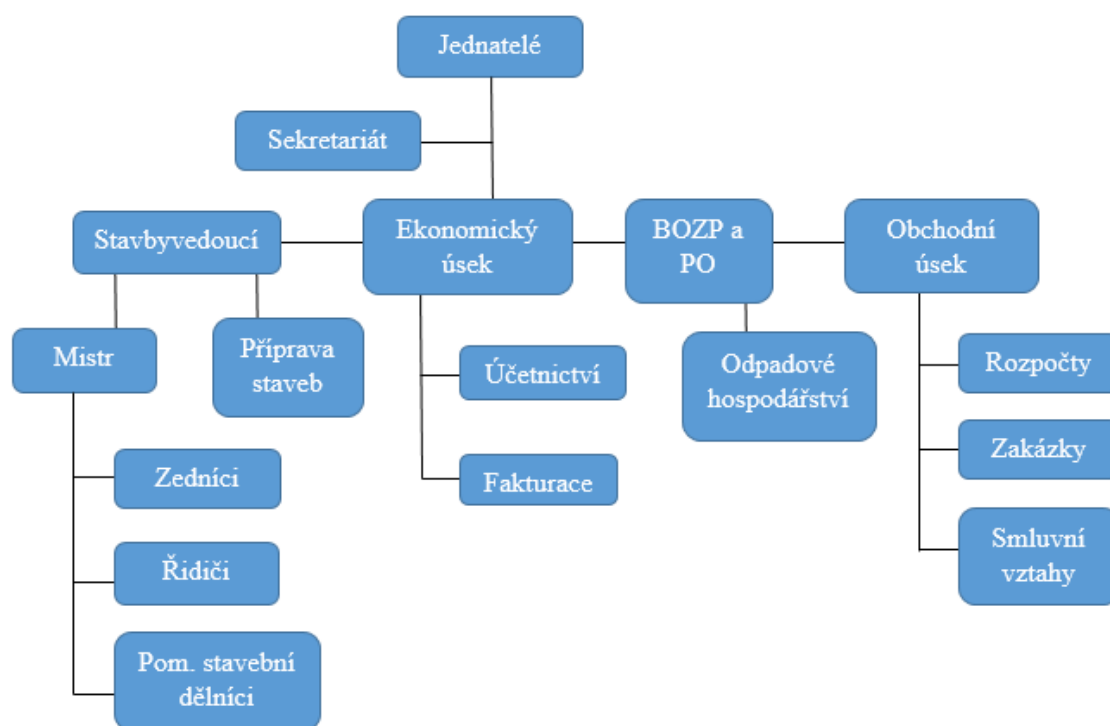 Jednatelé
Sekretariát
Stavbyvedoucí
Ekonomický
úsek
BOZP a
PO
Obchodní
úsek
Mistr
Příprava
staveb
Účetnictví
Fakturace
Odpadové
hospodářství
Rozpočty
Zakázky
Smluvní
vztahy
Zedníci
Řidiči
Pom. stavební
dělníci